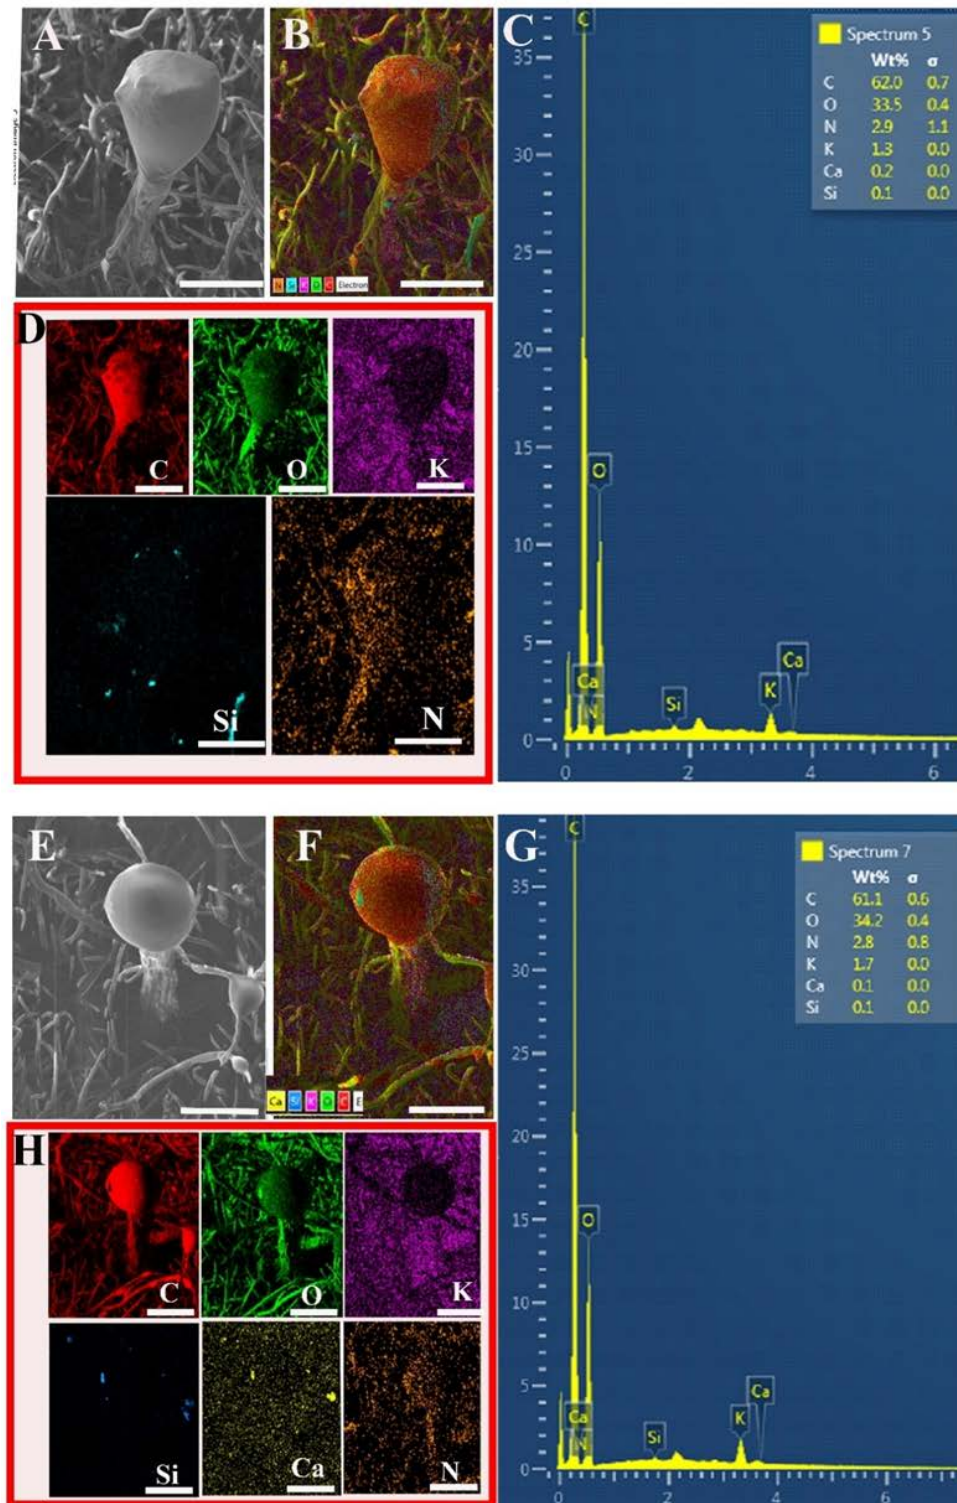 A
B
N Si K O C Electron
C
C
35
30
25
20
15
10
5
0
0 2 4 6
O
Ca
N
Si
K
Ca
Spectrum 5
Wt% σ
C 62.0 0.7
O 33.5 0.4
N 2.9 1.1
K 1.3 0.0
Ca 0.2 0.0
Si 0.1 0.0
D
C
O
K
Si
N
E
F
Ca Si K O C E
G
C
35
30
25
20
15
10
5
0
0 2 4 6
O
Ca
N
Si
K
Ca
Spectrum 7
Wt% σ
C 61.1 0.6
O 34.2 0.4
N 2.8 0.8
K 1.7 0.0
Ca 0.1 0.0
Si 0.1 0.0
H
C
O
K
Si
Ca
N